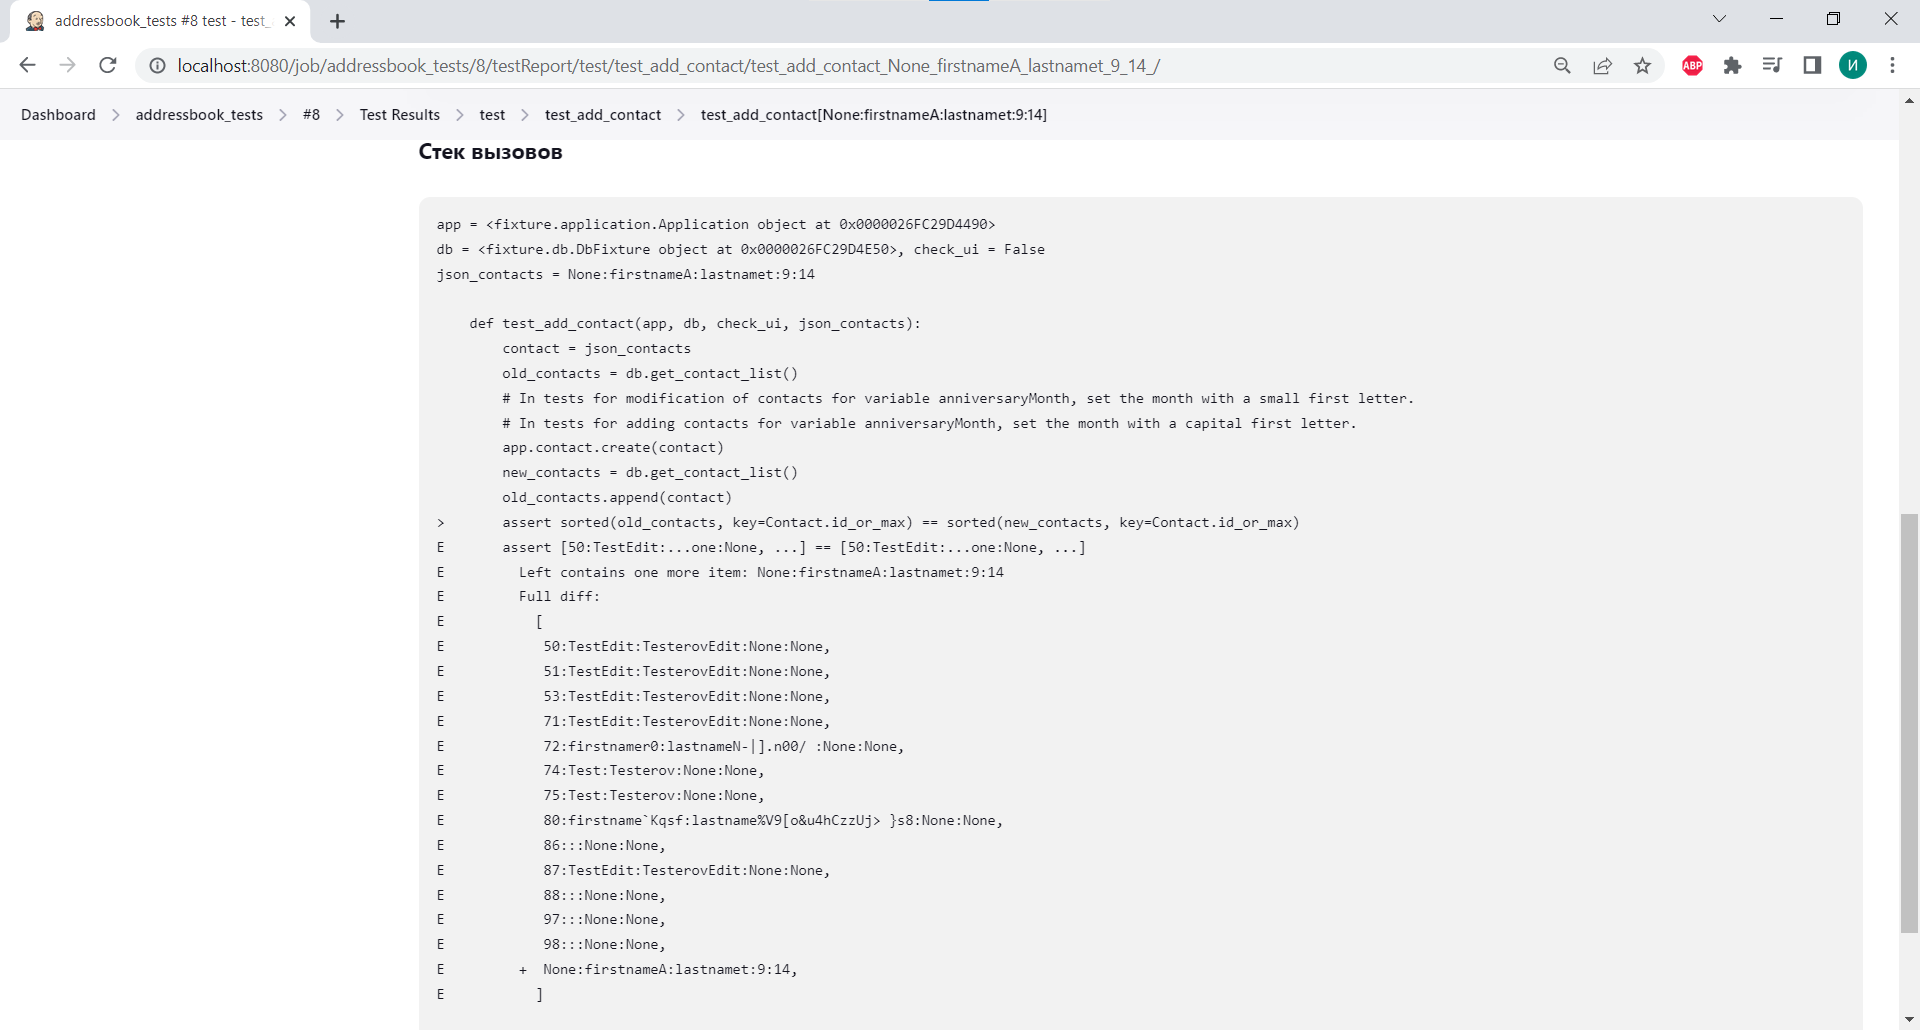 addressbook_tests #8 test - test_
localhost:8080/job/addressbook_tests/8/testReport/test/test_add_contact/test_add_contact_None_firstnameA_lastnamet_9_14_/
ABP
И
Dashboard > addressbook_tests > #8 > Test Results > test > test_add_contact > test_add_contact[None:firstnameA:lastnamet:9:14]
Стек вызовов
app = <fixture.application.Application object at 0x0000026FC29D4490>
db = <fixture.db.DbFixture object at 0x0000026FC29D4E50>, check_ui = False
json_contacts = None:firstnameA:lastnamet:9:14
    def test_add_contact(app, db, check_ui, json_contacts):
        contact = json_contacts
        old_contacts = db.get_contact_list()
        # In tests for modification of contacts for variable anniversaryMonth, set the month with a small first letter.
        # In tests for adding contacts for variable anniversaryMonth, set the month with a capital first letter.
        app.contact.create(contact)
        new_contacts = db.get_contact_list()
        old_contacts.append(contact)
>       assert sorted(old_contacts, key=Contact.id_or_max) == sorted(new_contacts, key=Contact.id_or_max)
E       assert [50:TestEdit:...one:None, ...] == [50:TestEdit:...one:None, ...]
E         Left contains one more item: None:firstnameA:lastnamet:9:14
E         Full diff:
E           [
E            50:TestEdit:TesterovEdit:None:None,
E            51:TestEdit:TesterovEdit:None:None,
E            53:TestEdit:TesterovEdit:None:None,
E            71:TestEdit:TesterovEdit:None:None,
E            72:firstnamer0:lastnameN-|].n00/ :None:None,
E            74:Test:Testerov:None:None,
E            75:Test:Testerov:None:None,
E            80:firstname`Kqsf:lastname%V9[o&u4hCzzUj> }s8:None:None,
E            86:::None:None,
E            87:TestEdit:TesterovEdit:None:None,
E            88:::None:None,
E            97:::None:None,
E            98:::None:None,
E         +  None:firstnameA:lastnamet:9:14,
E           ]